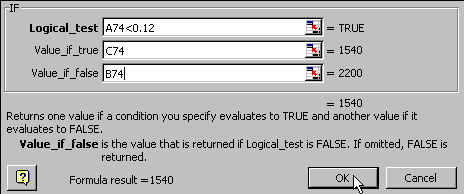 IF
Logical_test A74<0.12 = TRUE
Value_if_true C74 = 1540
Value_if_false B74 = 2200
= 1540
Returns one value if a condition you specify evaluates to TRUE and another value if it
evaluates to FALSE.
Value_if_false is the value that is returned if Logical_test is FALSE. If omitted, FALSE is
returned.
? Formula result =1540 OK Cancel